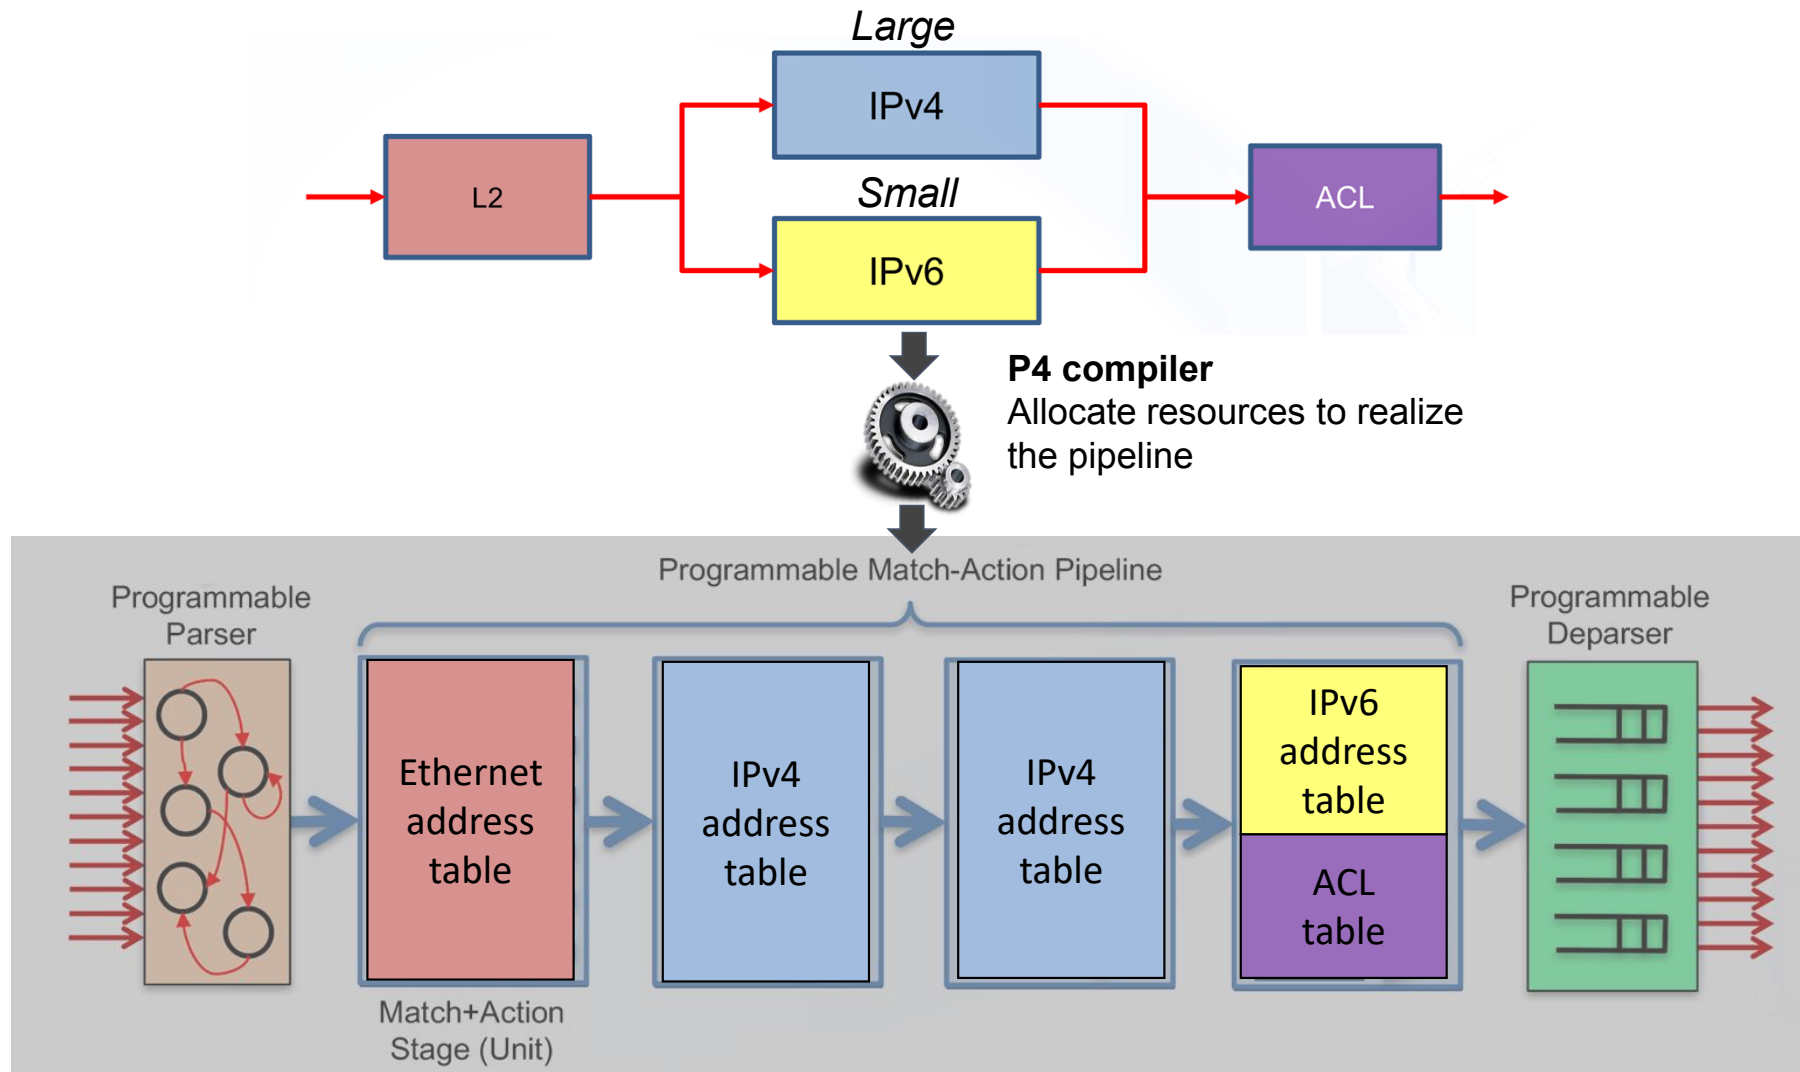 Large
IPv4
L2
Small
IPv6
ACL
P4 compiler
Allocate resources to realize
the pipeline
Programmable Match-Action Pipeline
Programmable
Parser
Programmable
Deparser
Ethernet
address
table
IPv4
address
table
IPv4
address
table
IPv6
address
table
ACL
table
Match+Action
Stage (Unit)